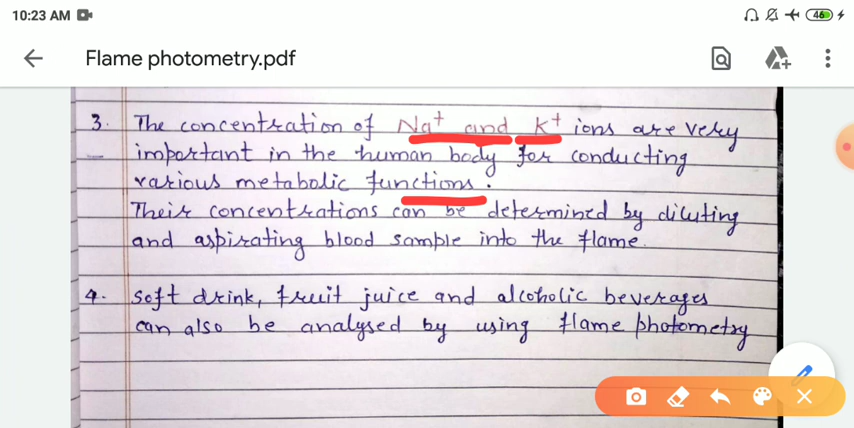 10:23 AM
46
Flame photometry.pdf
3. The concentration of Na+ and K+ ions are very
important in the human body for conducting
various metabolic functions.
Their concentrations can be determined by diluting
and aspirating blood sample into the flame.
4. soft drink, fruit juice and alcoholic beverages
can also be analysed by using flame photometry